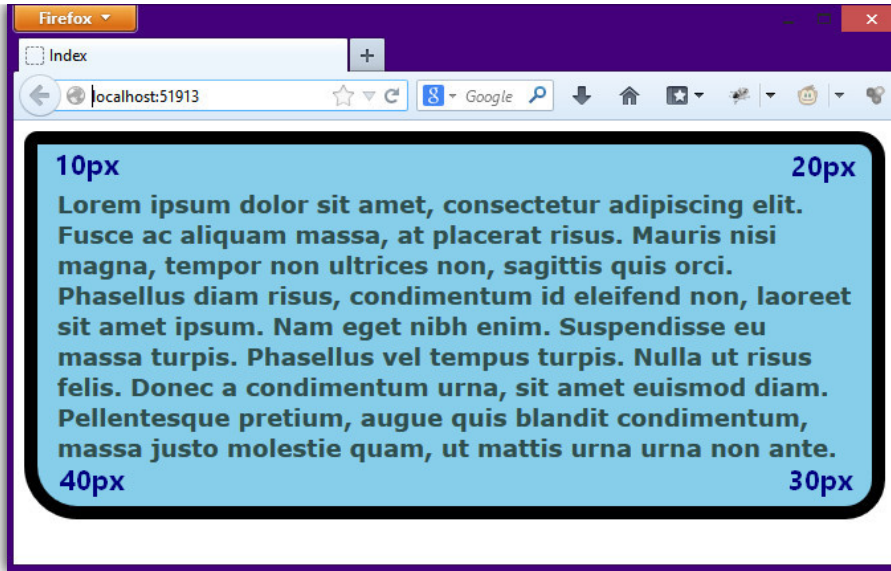 Firefox
Index
localhost:51913
8 Google
10px 20px
Lorem ipsum dolor sit amet, consectetur adipiscing elit.
Fusce ac aliquam massa, at placerat risus. Mauris nisi
magna, tempor non ultrices non, sagittis quis orci.
Phasellus diam risus, condimentum id eleifend non, laoreet
sit amet ipsum. Nam eget nibh enim. Suspendisse eu
massa turpis. Phasellus vel tempus turpis. Nulla ut risus
felis. Donec a condimentum urna, sit amet euismod diam.
Pellentesque pretium, augue quis blandit condimentum,
massa justo molestie quam, ut mattis urna urna non ante.
40px 30px